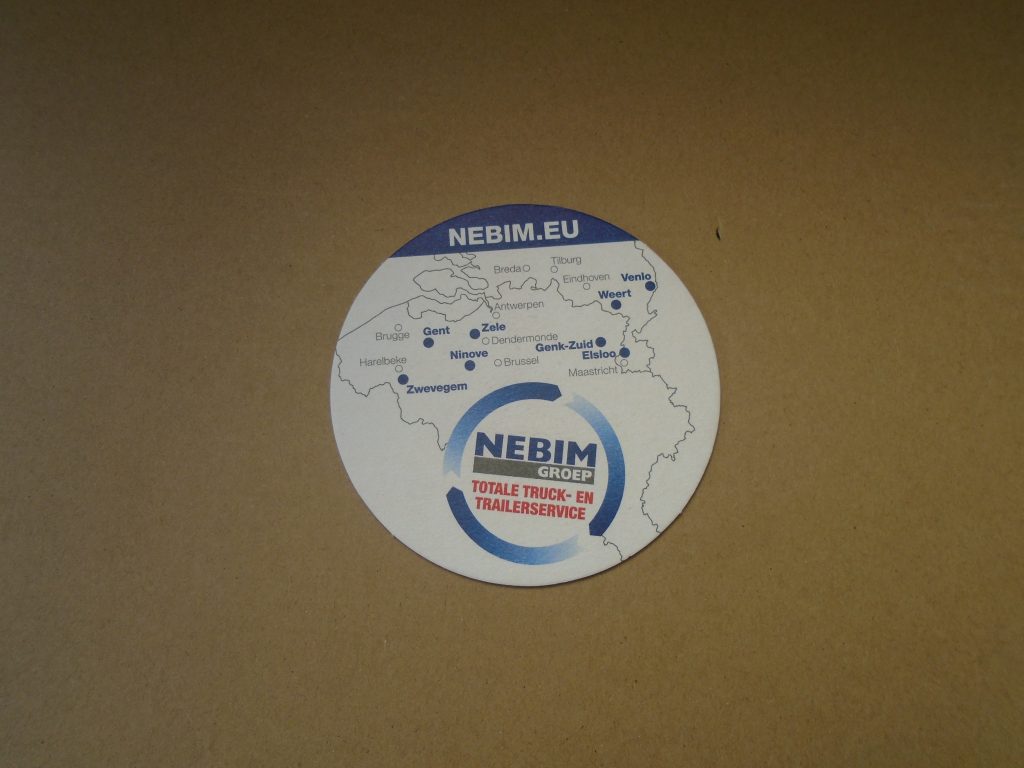 NEBIM.EU
Tilburg
Breda
Eindhoven
Venlo
Weert
Antwerpen
Zele
Gent
Brugge
Dendermonde
Genk-Zuid
Elsloo
Ninove
Brussel
Harelbeke
Maastricht
Zwevegem
NEBIM
GROEP
TOTALE TRUCK- EN
TRAILERSERVICE